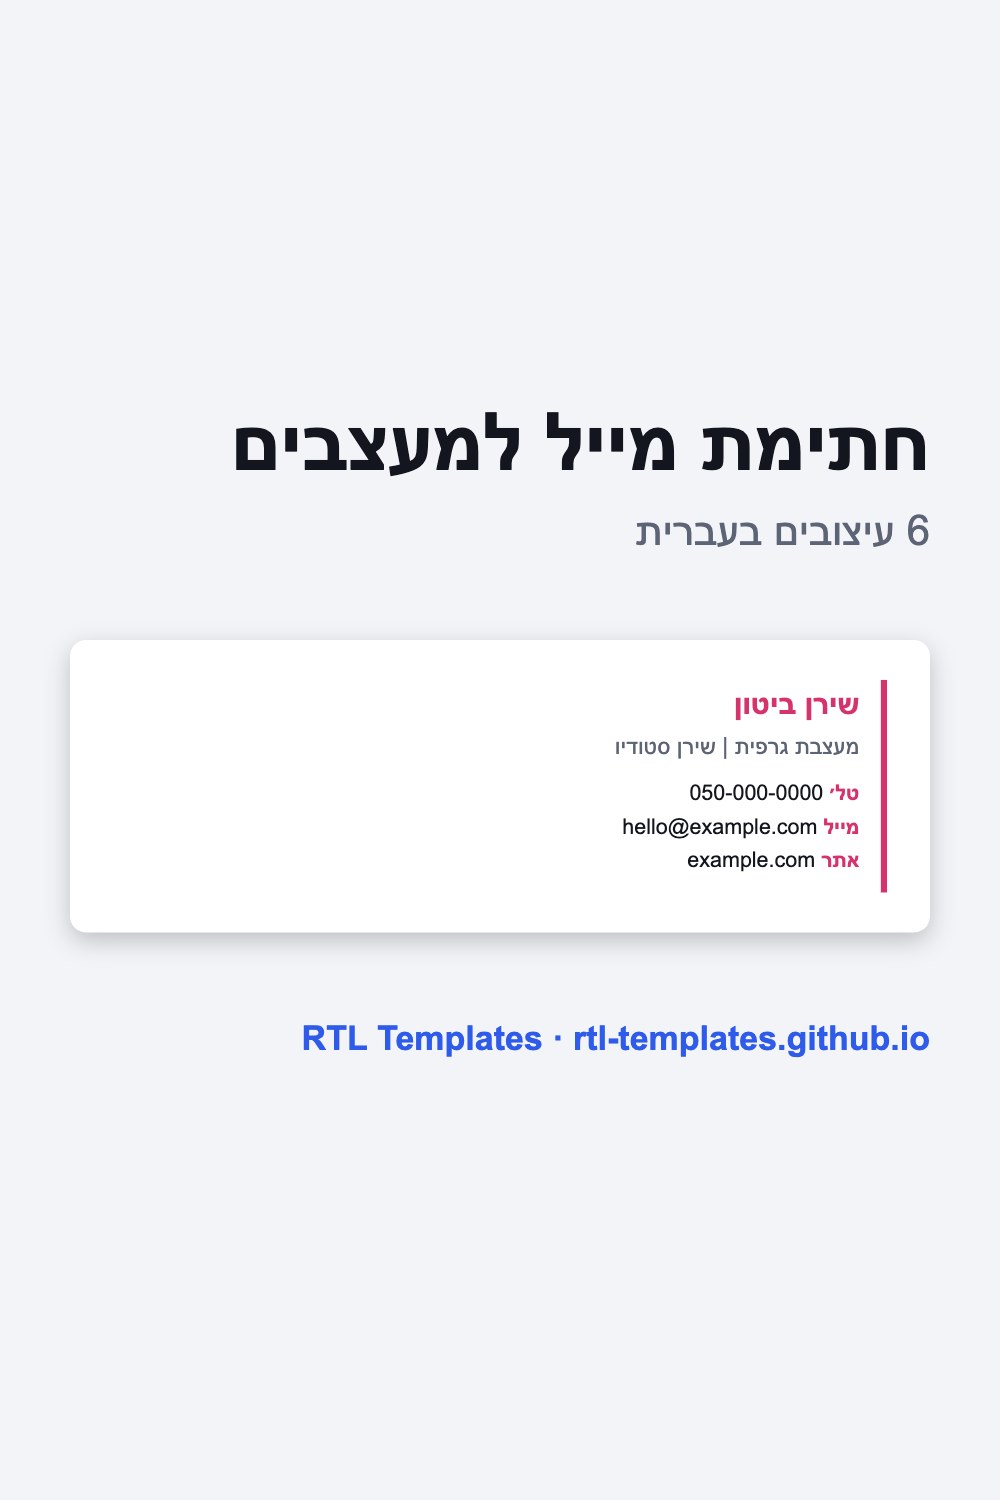 חתימת מייל למעצבים
6 עיצובים בעברית
שירן ביטון
מעצבת גרפית | שירן סטודיו
טל׳ 050-000-0000
מייל hello@example.com
אתר example.com
RTL Templates · rtl-templates.github.io